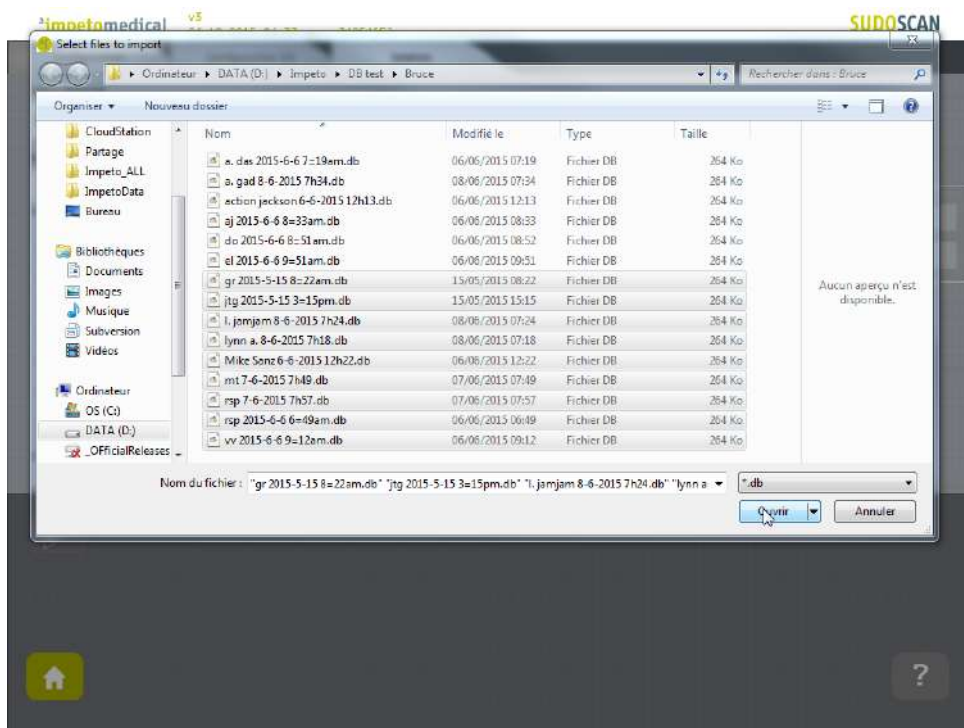 impetomedical v3 SUDOSCAN
Select files to import
Ordinateur DATA (D:) Impeto DB test Bruce Rechercher dans : Bruce
Organiser Nouveau dossier
CloudStation
Partage
Impeto_ALL
ImpetoData
Bureau
Bibliothèques
Documents
Images
Musique
Subversion
Vidéos
Ordinateur
OS (C:)
DATA (D:)
_OfficialReleases
Nom Modifié le Type Taille
a. das 2015-6-6 7=19am.db 06/06/2015 07:19 Fichier DB 264 Ko
a. gad 8-6-2015 7h34.db 08/06/2015 07:34 Fichier DB 264 Ko
action jackson 6-6-2015 12h13.db 06/06/2015 12:13 Fichier DB 264 Ko
aj 2015-6-6 8=33am.db 06/06/2015 08:33 Fichier DB 264 Ko
do 2015-6-6 8=51am.db 06/06/2015 08:52 Fichier DB 264 Ko
el 2015-6-6 9=51am.db 06/06/2015 09:51 Fichier DB 264 Ko
gr 2015-5-15 8=22am.db 15/05/2015 08:22 Fichier DB 264 Ko
jtg 2015-5-15 3=15pm.db 15/05/2015 15:15 Fichier DB 264 Ko
l. jamjam 8-6-2015 7h24.db 08/06/2015 07:24 Fichier DB 264 Ko
lynn a. 8-6-2015 7h18.db 08/06/2015 07:18 Fichier DB 264 Ko
Mike Sanz 6-6-2015 12h22.db 06/06/2015 12:22 Fichier DB 264 Ko
mt 7-6-2015 7h49.db 07/06/2015 07:49 Fichier DB 264 Ko
rsp 7-6-2015 7h57.db 07/06/2015 07:57 Fichier DB 264 Ko
rsp 2015-6-6 6=49am.db 06/06/2015 06:49 Fichier DB 264 Ko
vv 2015-6-6 9=12am.db 06/06/2015 09:12 Fichier DB 264 Ko
Aucun aperçu n'est
disponible.
Nom du fichier : "gr 2015-5-15 8=22am.db" "jtg 2015-5-15 3=15pm.db" "l. jamjam 8-6-2015 7h24.db" "lynn a *.db
Ouvrir Annuler
?